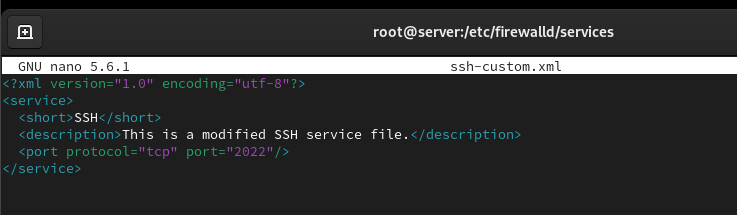 root@server:/etc/firewalld/services
GNU nano 5.6.1 ssh-custom.xml
<?xml version="1.0" encoding="utf-8"?>
<service>
  <short>SSH</short>
  <description>This is a modified SSH service file.</description>
  <port protocol="tcp" port="2022"/>
</service>